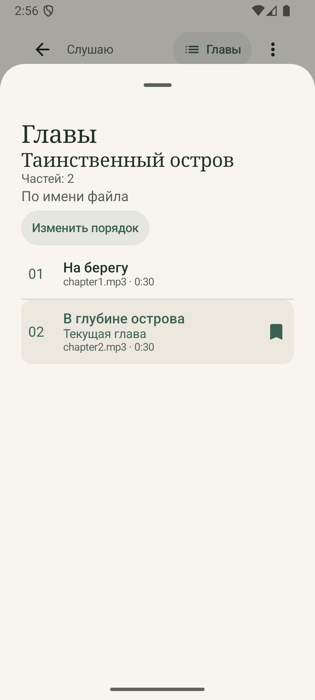 2:56
Слушаю
Главы
Главы
Таинственный остров
Частей: 2
По имени файла
Изменить порядок
01
На берегу
chapter1.mp3 · 0:30
02
В глубине острова
Текущая глава
chapter2.mp3 · 0:30